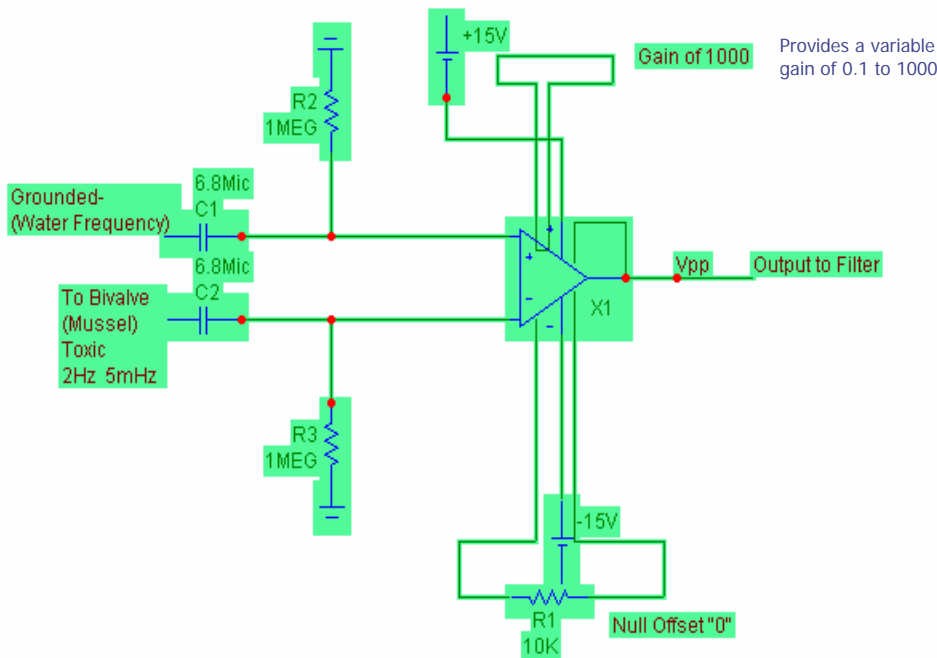 +15V
Gain of 1000
Provides a variable
gain of 0.1 to 1000
R2
1MEG
6.8Mic
C1
Grounded-
(Water Frequency)
+
+
6.8Mic
C2
Vpp
Output to Filter
-
-
X1
To Bivalve
(Mussel)
Toxic
2Hz 5mHz
R3
1MEG
-15V
R1
10K
Null Offset "0"